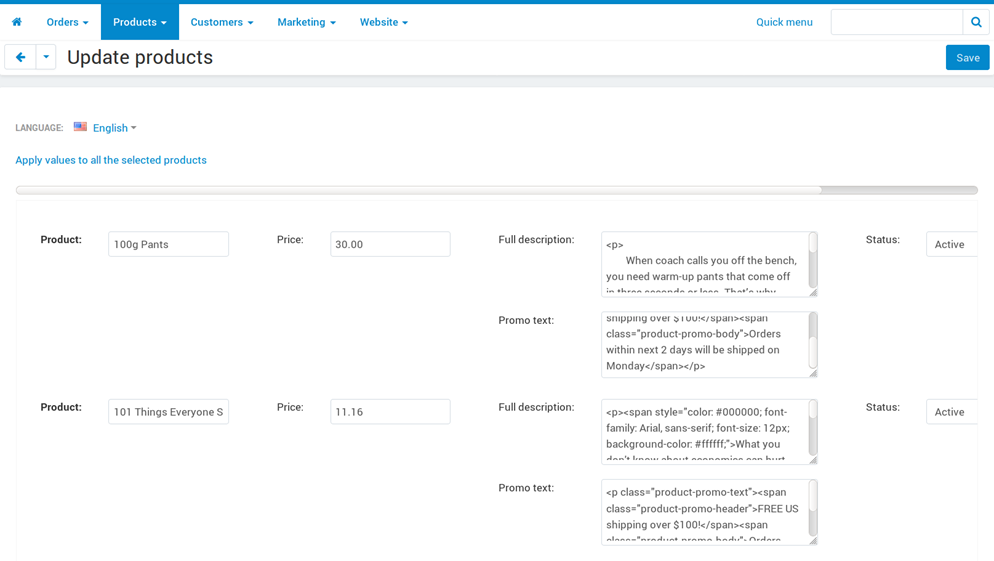 Orders Products Customers Marketing Website Quick menu
Update products Save
LANGUAGE: English
Apply values to all the selected products
Product: 100g Pants Price: 30.00 Full description: <p> Status: Active
When coach calls you off the bench,
you need warm-up pants that come off
in three seconds or less. That's why
Promo text: shipping over $100!</span><span
class="product-promo-body">Orders
within next 2 days will be shipped on
Monday</span></p>
Product: 101 Things Everyone S Price: 11.16 Full description: <p><span style="color: #000000; font- Status: Active
family: Arial, sans-serif; font-size: 12px;
background-color: #ffffff;">What you
don't know about economics can hurt
Promo text: <p class="product-promo-text"><span
class="product-promo-header">FREE US
shipping over $100!</span><span
class="product-promo-body">Orders